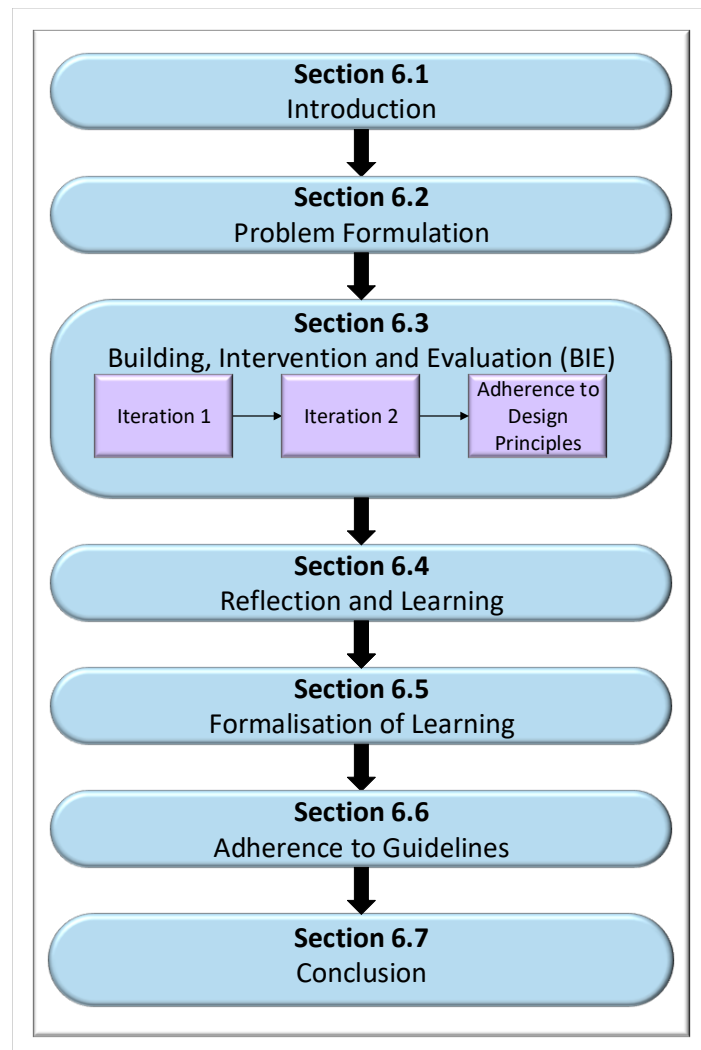 Section 6.1
Introduction
Section 6.2
Problem Formulation
Section 6.3
Building, Intervention and Evaluation (BIE)
Iteration 1
Iteration 2
Adherence to
Design
Principles
Section 6.4
Reflection and Learning
Section 6.5
Formalisation of Learning
Section 6.6
Adherence to Guidelines
Section 6.7
Conclusion